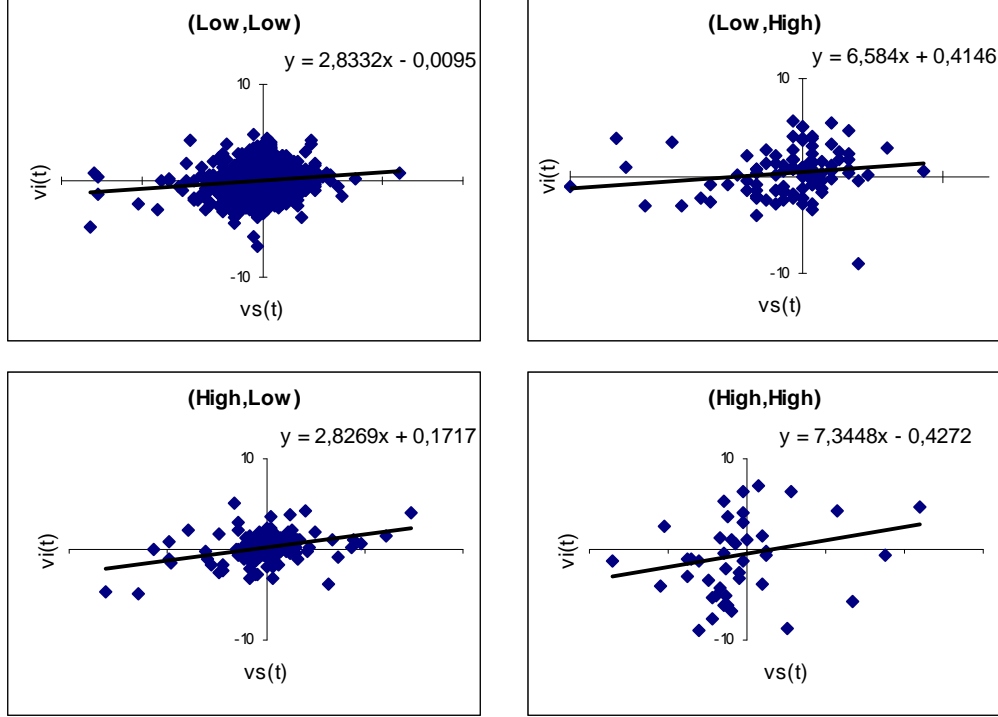 (Low,Low)
y = 2,8332x - 0,0095
10
vi(t)
-10
vs(t)
(Low,High)
y = 6,584x + 0,4146
10
vi(t)
-10
vs(t)
(High,Low)
y = 2,8269x + 0,1717
10
vi(t)
-10
vs(t)
(High,High)
y = 7,3448x - 0,4272
10
vi(t)
-10
vs(t)